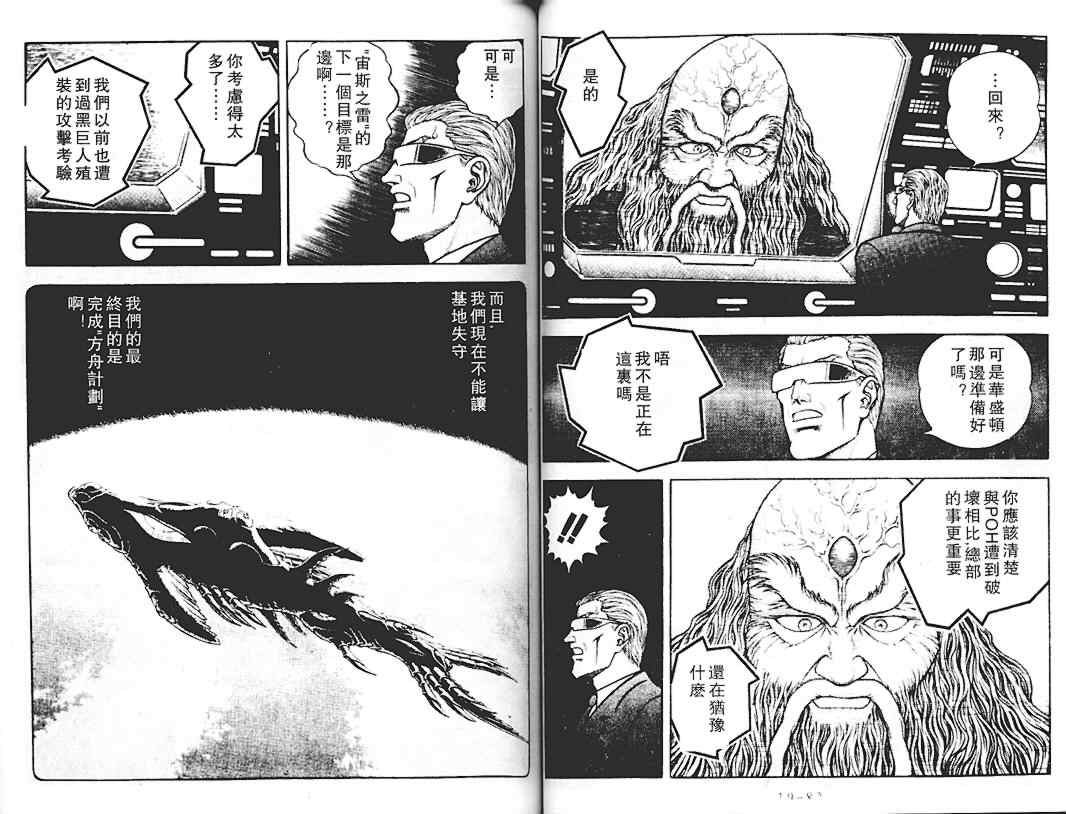 …回來？
是的
可是華盛頓
那邊準備好
了嗎？
唔
我不是正在
這裏嗎
你應該清楚
與POH遭到破
壞相比，總部
的事更重要
還在猶豫
什麽
!!
可
可是…
"宙斯之雷"的
下一個目標是那
邊啊……？
你考慮得太
多了……
我們以前也遭
到過黑巨人殖
裝的攻擊考驗
而且，
我們現在不能讓
基地失守
我們的最
終目的是
完成"方舟計劃"
啊！